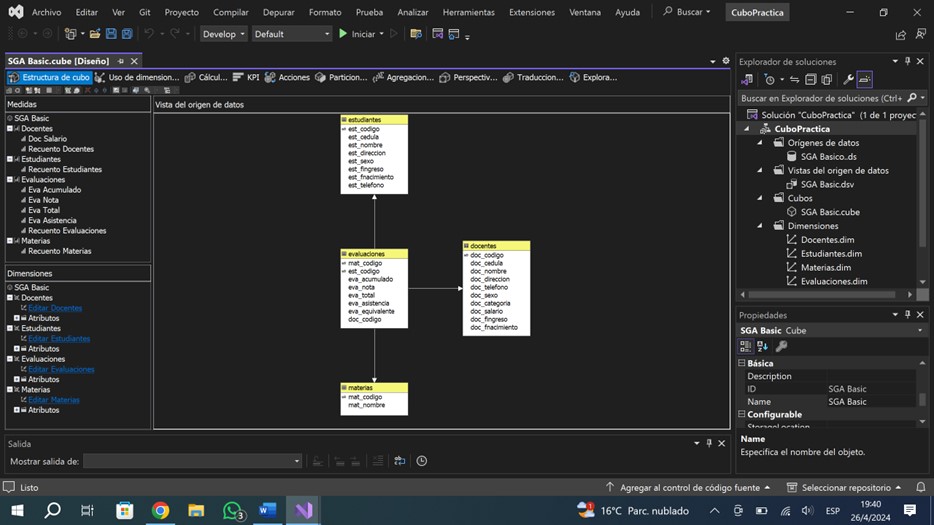 Archivo Editar Ver Git Proyecto Compilar Depurar Formato Prueba Analizar Herramientas Extensiones Ventana Ayuda Buscar CuboPractica
Develop Default Iniciar
SGA Basic.cube [Diseño]
Estructura de cubo Uso de dimension... Cálcul... KPI Acciones Particion... Agregacion... Perspectiv... Traduccion... Explora...
Medidas
SGA Basic
Docentes
Doc Salario
Recuento Docentes
Estudiantes
Recuento Estudiantes
Evaluaciones
Eva Acumulado
Eva Nota
Eva Total
Eva Asistencia
Recuento Evaluaciones
Materias
Recuento Materias
Dimensiones
SGA Basic
Docentes
Editar Docentes
Atributos
Estudiantes
Editar Estudiantes
Atributos
Evaluaciones
Editar Evaluaciones
Atributos
Materias
Editar Materias
Atributos
Vista del origen de datos
estudiantes
est_codigo
est_cedula
est_nombre
est_direccion
est_sexo
est_fingreso
est_fnacimiento
est_telefono
evaluaciones
mat_codigo
est_codigo
eva_acumulado
eva_nota
eva_total
eva_asistencia
eva_equivalente
doc_codigo
docentes
doc_codigo
doc_cedula
doc_nombre
doc_direccion
doc_telefono
doc_sexo
doc_categoria
doc_salario
doc_fingreso
doc_fnacimiento
materias
mat_codigo
mat_nombre
Explorador de soluciones
Buscar en Explorador de soluciones (Ctrl+
Solución "CuboPractica" (1 de 1 proyec
CuboPractica
Orígenes de datos
SGA Basico..ds
Vistas del origen de datos
SGA Basic.dsv
Cubos
SGA Basic.cube
Dimensiones
Docentes.dim
Estudiantes.dim
Materias.dim
Evaluaciones.dim
Propiedades
SGA Basic Cube
Básica
Description
ID SGA Basic
Name SGA Basic
Configurable
StorageLocation
Name
Especifica el nombre del objeto.
Salida
Mostrar salida de:
Listo Agregar al control de código fuente Seleccionar repositorio
3 16°C Parc. nublado ESP 19:40
26/4/2024